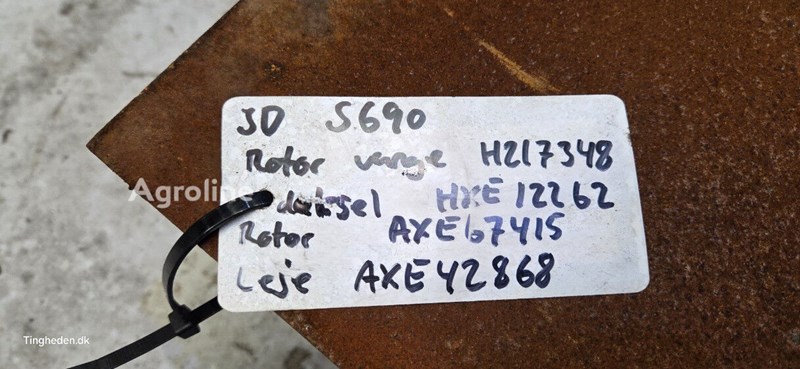 JD S690
Rotor vange H217348
Agroline
dæksel HXE12262
Rotor AXE67415
Leje AXE42868
Tingheden.dk